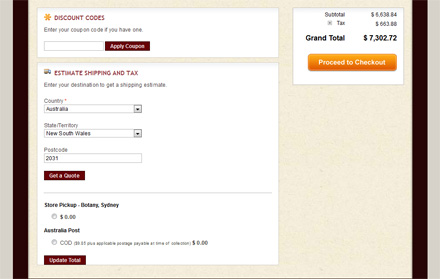 DISCOUNT CODES
Enter your coupon code if you have one.
Apply Coupon
ESTIMATE SHIPPING AND TAX
Enter your destination to get a shipping estimate.
Country *
Australia
State/Territory
New South Wales
Postcode
2031
Get a Quote
Store Pickup - Botany, Sydney
$ 0.00
Australia Post
COD ($9.85 plus applicable postage payable at time of collection) $ 0.00
Update Total
Subtotal $ 6,638.84
Tax $ 663.88
Grand Total $ 7,302.72
Proceed to Checkout